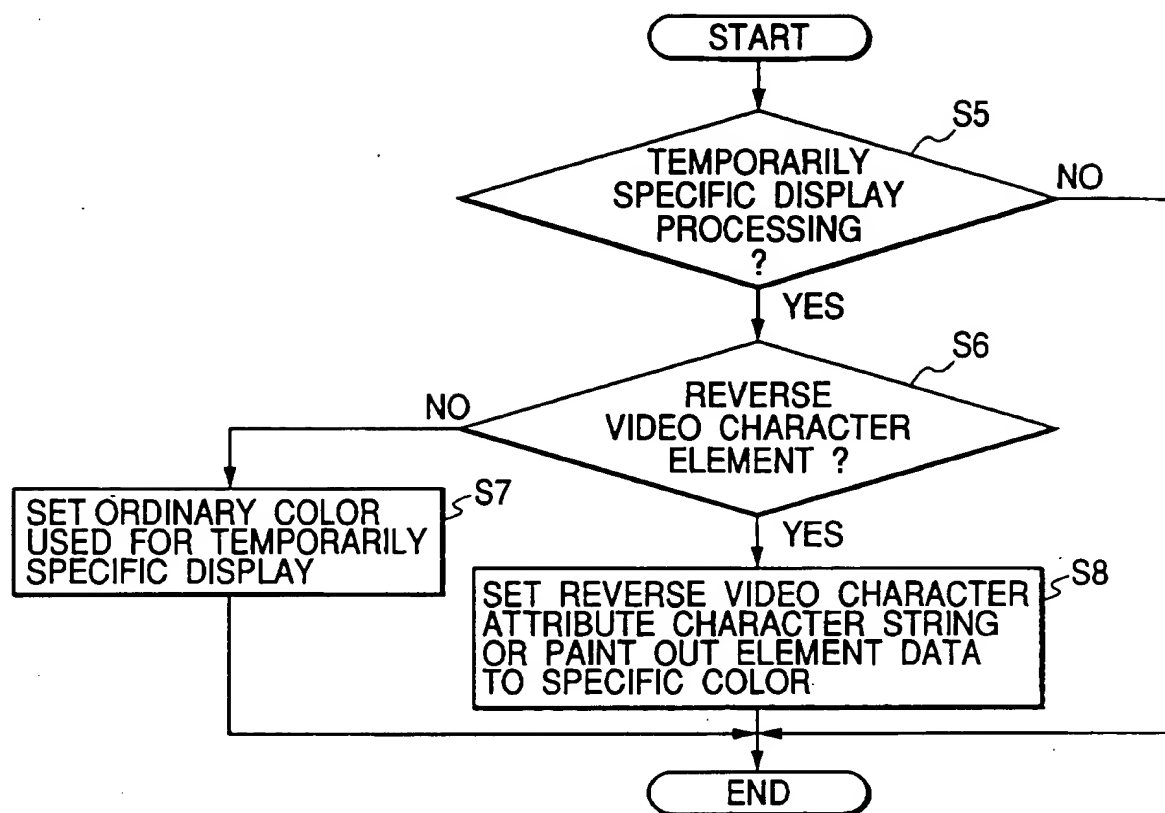 START
S5
TEMPORARILY
SPECIFIC DISPLAY
PROCESSING
?
NO
YES
S6
REVERSE
VIDEO CHARACTER
ELEMENT ?
NO
S7
SET ORDINARY COLOR
USED FOR TEMPORARILY
SPECIFIC DISPLAY
YES
S8
SET REVERSE VIDEO CHARACTER
ATTRIBUTE CHARACTER STRING
OR PAINT OUT ELEMENT DATA
TO SPECIFIC COLOR
END